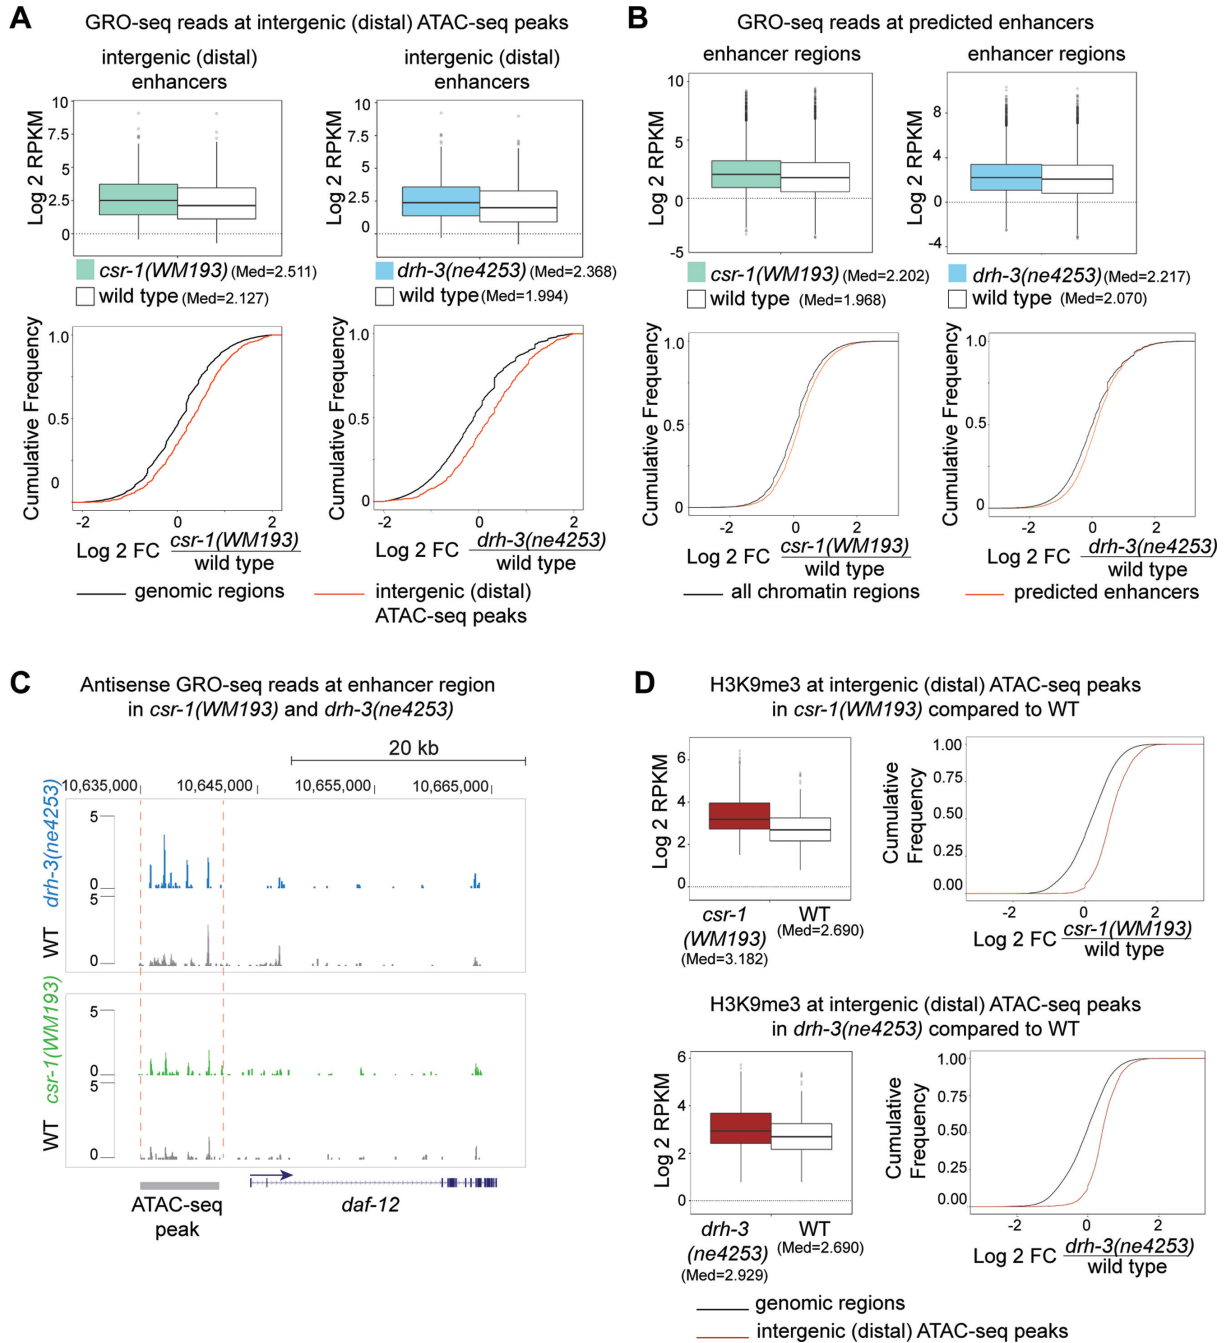 A
GRO-seq reads at intergenic (distal) ATAC-seq peaks
intergenic (distal)
enhancers
intergenic (distal)
enhancers
Log 2 RPKM
10
7.5
5
2.5
0
Log 2 RPKM
10
7.5
5
2.5
0
csr-1(WM193) (Med=2.511)
wild type (Med=2.127)
drh-3(ne4253) (Med=2.368)
wild type (Med=1.994)
Cumulative Frequency
1.0
0.5
0
-2 0 2
Log 2 FC csr-1(WM193)
wild type
Cumulative Frequency
1.0
0.5
0
-2 0 2
Log 2 FC drh-3(ne4253)
wild type
genomic regions
intergenic (distal)
ATAC-seq peaks
B
GRO-seq reads at predicted enhancers
enhancer regions
enhancer regions
Log 2 RPKM
10
5
0
-5
Log 2 RPKM
8
4
0
-4
csr-1(WM193) (Med=2.202)
wild type (Med=1.968)
drh-3(ne4253) (Med=2.217)
wild type (Med=2.070)
Cumulative Frequency
1.0
0.5
0
-2 0 2
Log 2 FC csr-1(WM193)
wild type
Cumulative Frequency
1.0
0.5
0
-2 0 2
Log 2 FC drh-3(ne4253)
wild type
all chromatin regions
predicted enhancers
C
Antisense GRO-seq reads at enhancer region
in csr-1(WM193) and drh-3(ne4253)
20 kb
10,635,000 10,645,000 10,655,000 10,665,000
drh-3(ne4253)
5
0
WT
5
0
csr-1(WM193)
5
0
WT
5
0
ATAC-seq
peak
daf-12
D
H3K9me3 at intergenic (distal) ATAC-seq peaks
in csr-1(WM193) compared to WT
Log 2 RPKM
6
4
2
0
csr-1
(WM193)
(Med=3.182)
WT
(Med=2.690)
Cumulative
Frequency
1.00
0.75
0.50
0.25
0.00
-2 0 2
Log 2 FC csr-1(WM193)
wild type
H3K9me3 at intergenic (distal) ATAC-seq peaks
in drh-3(ne4253) compared to WT
Log 2 RPKM
6
4
2
0
drh-3
(ne4253)
(Med=2.929)
WT
(Med=2.690)
Cumulative
Frequency
1.00
0.75
0.50
0.25
0.00
-2 0 2
Log 2 FC drh-3(ne4253)
wild type
genomic regions
intergenic (distal) ATAC-seq peaks